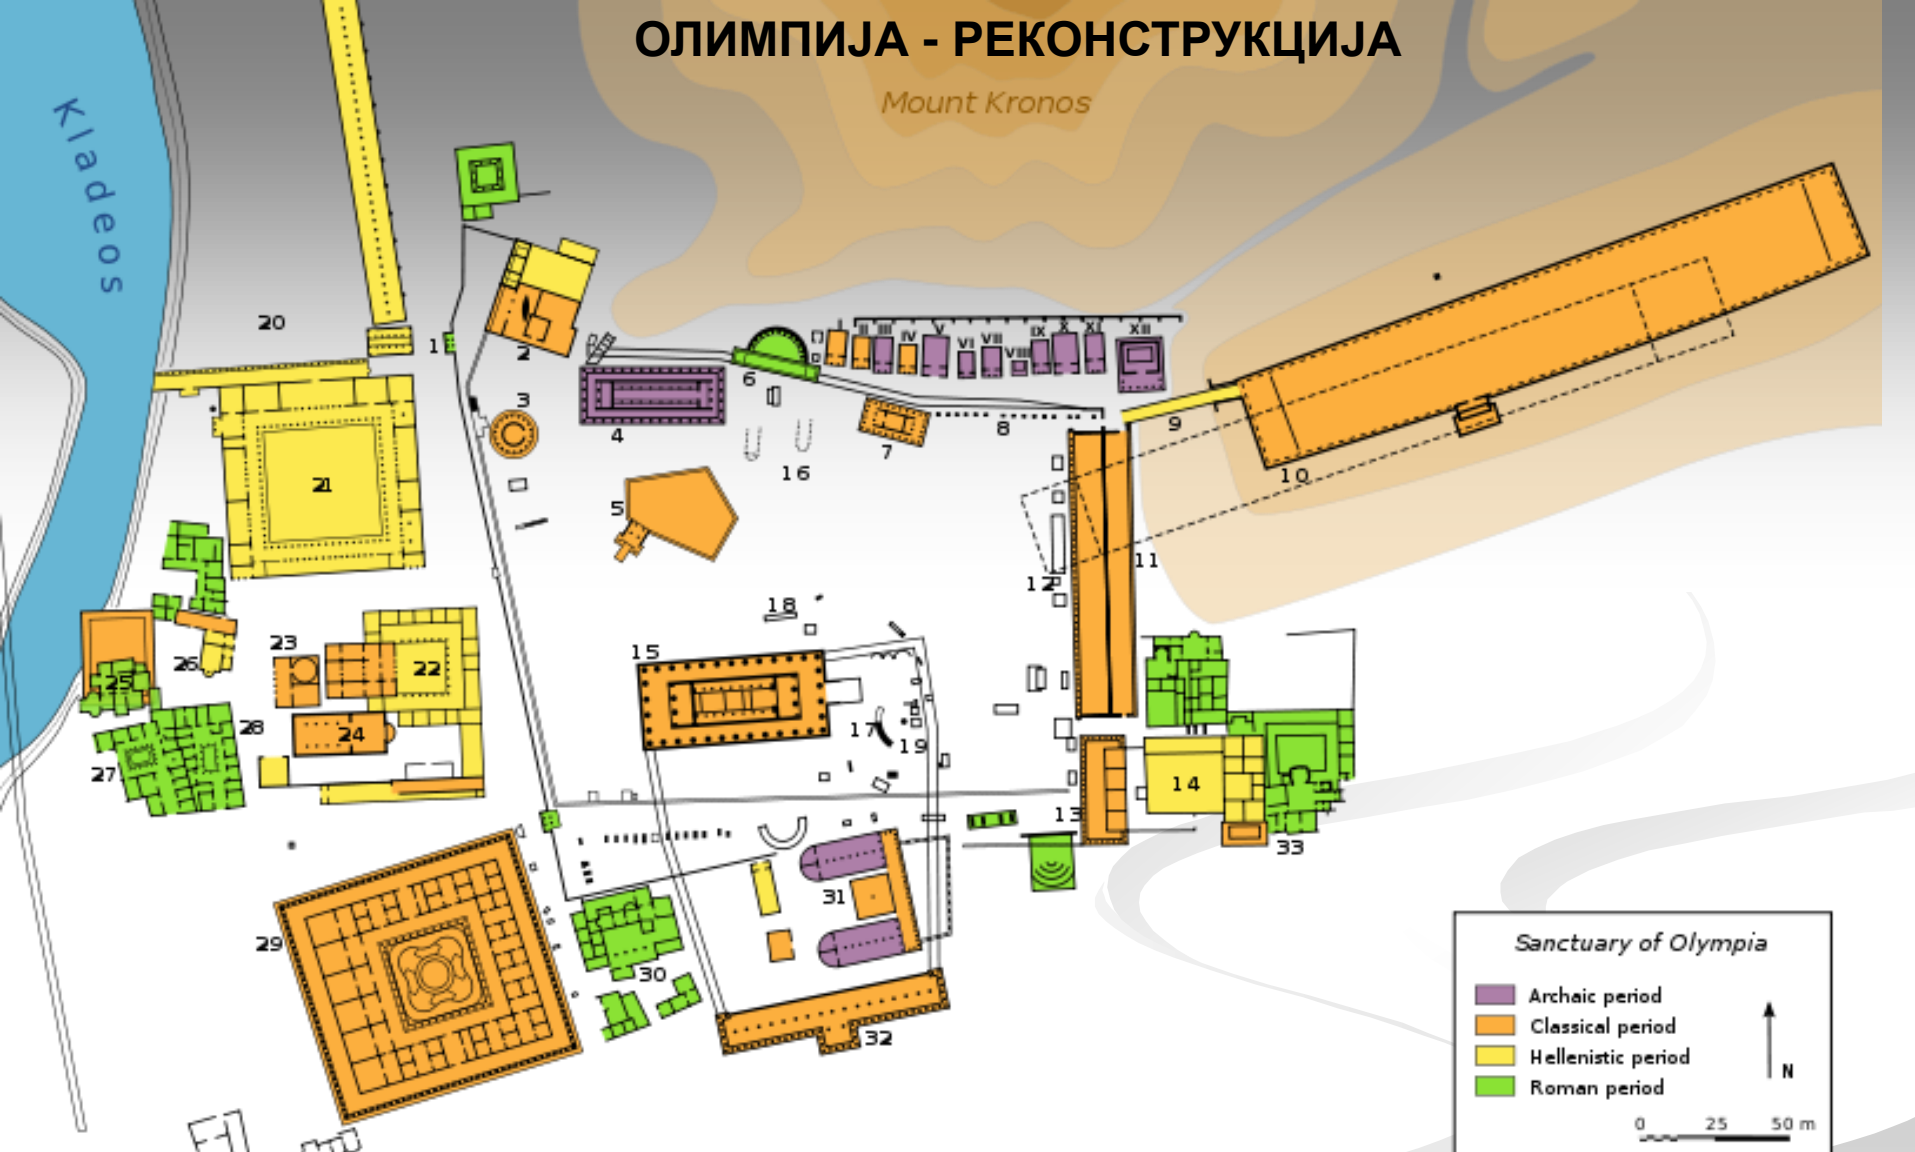 ОЛИМПИЈА - РЕКОНСТРУКЦИЈА
Mount Kronos
Kladeos
20
1
2
3
4
5
6
7
8
9
10
11
12
13
14
15
16
17
18
19
21
22
23
24
25
26
27
28
29
30
31
32
33
I
II
III
IV
V
VI
VII
VIII
IX
X
XI
XII
Sanctuary of Olympia
Archaic period
Classical period
Hellenistic period
Roman period
N
0 25 50 m